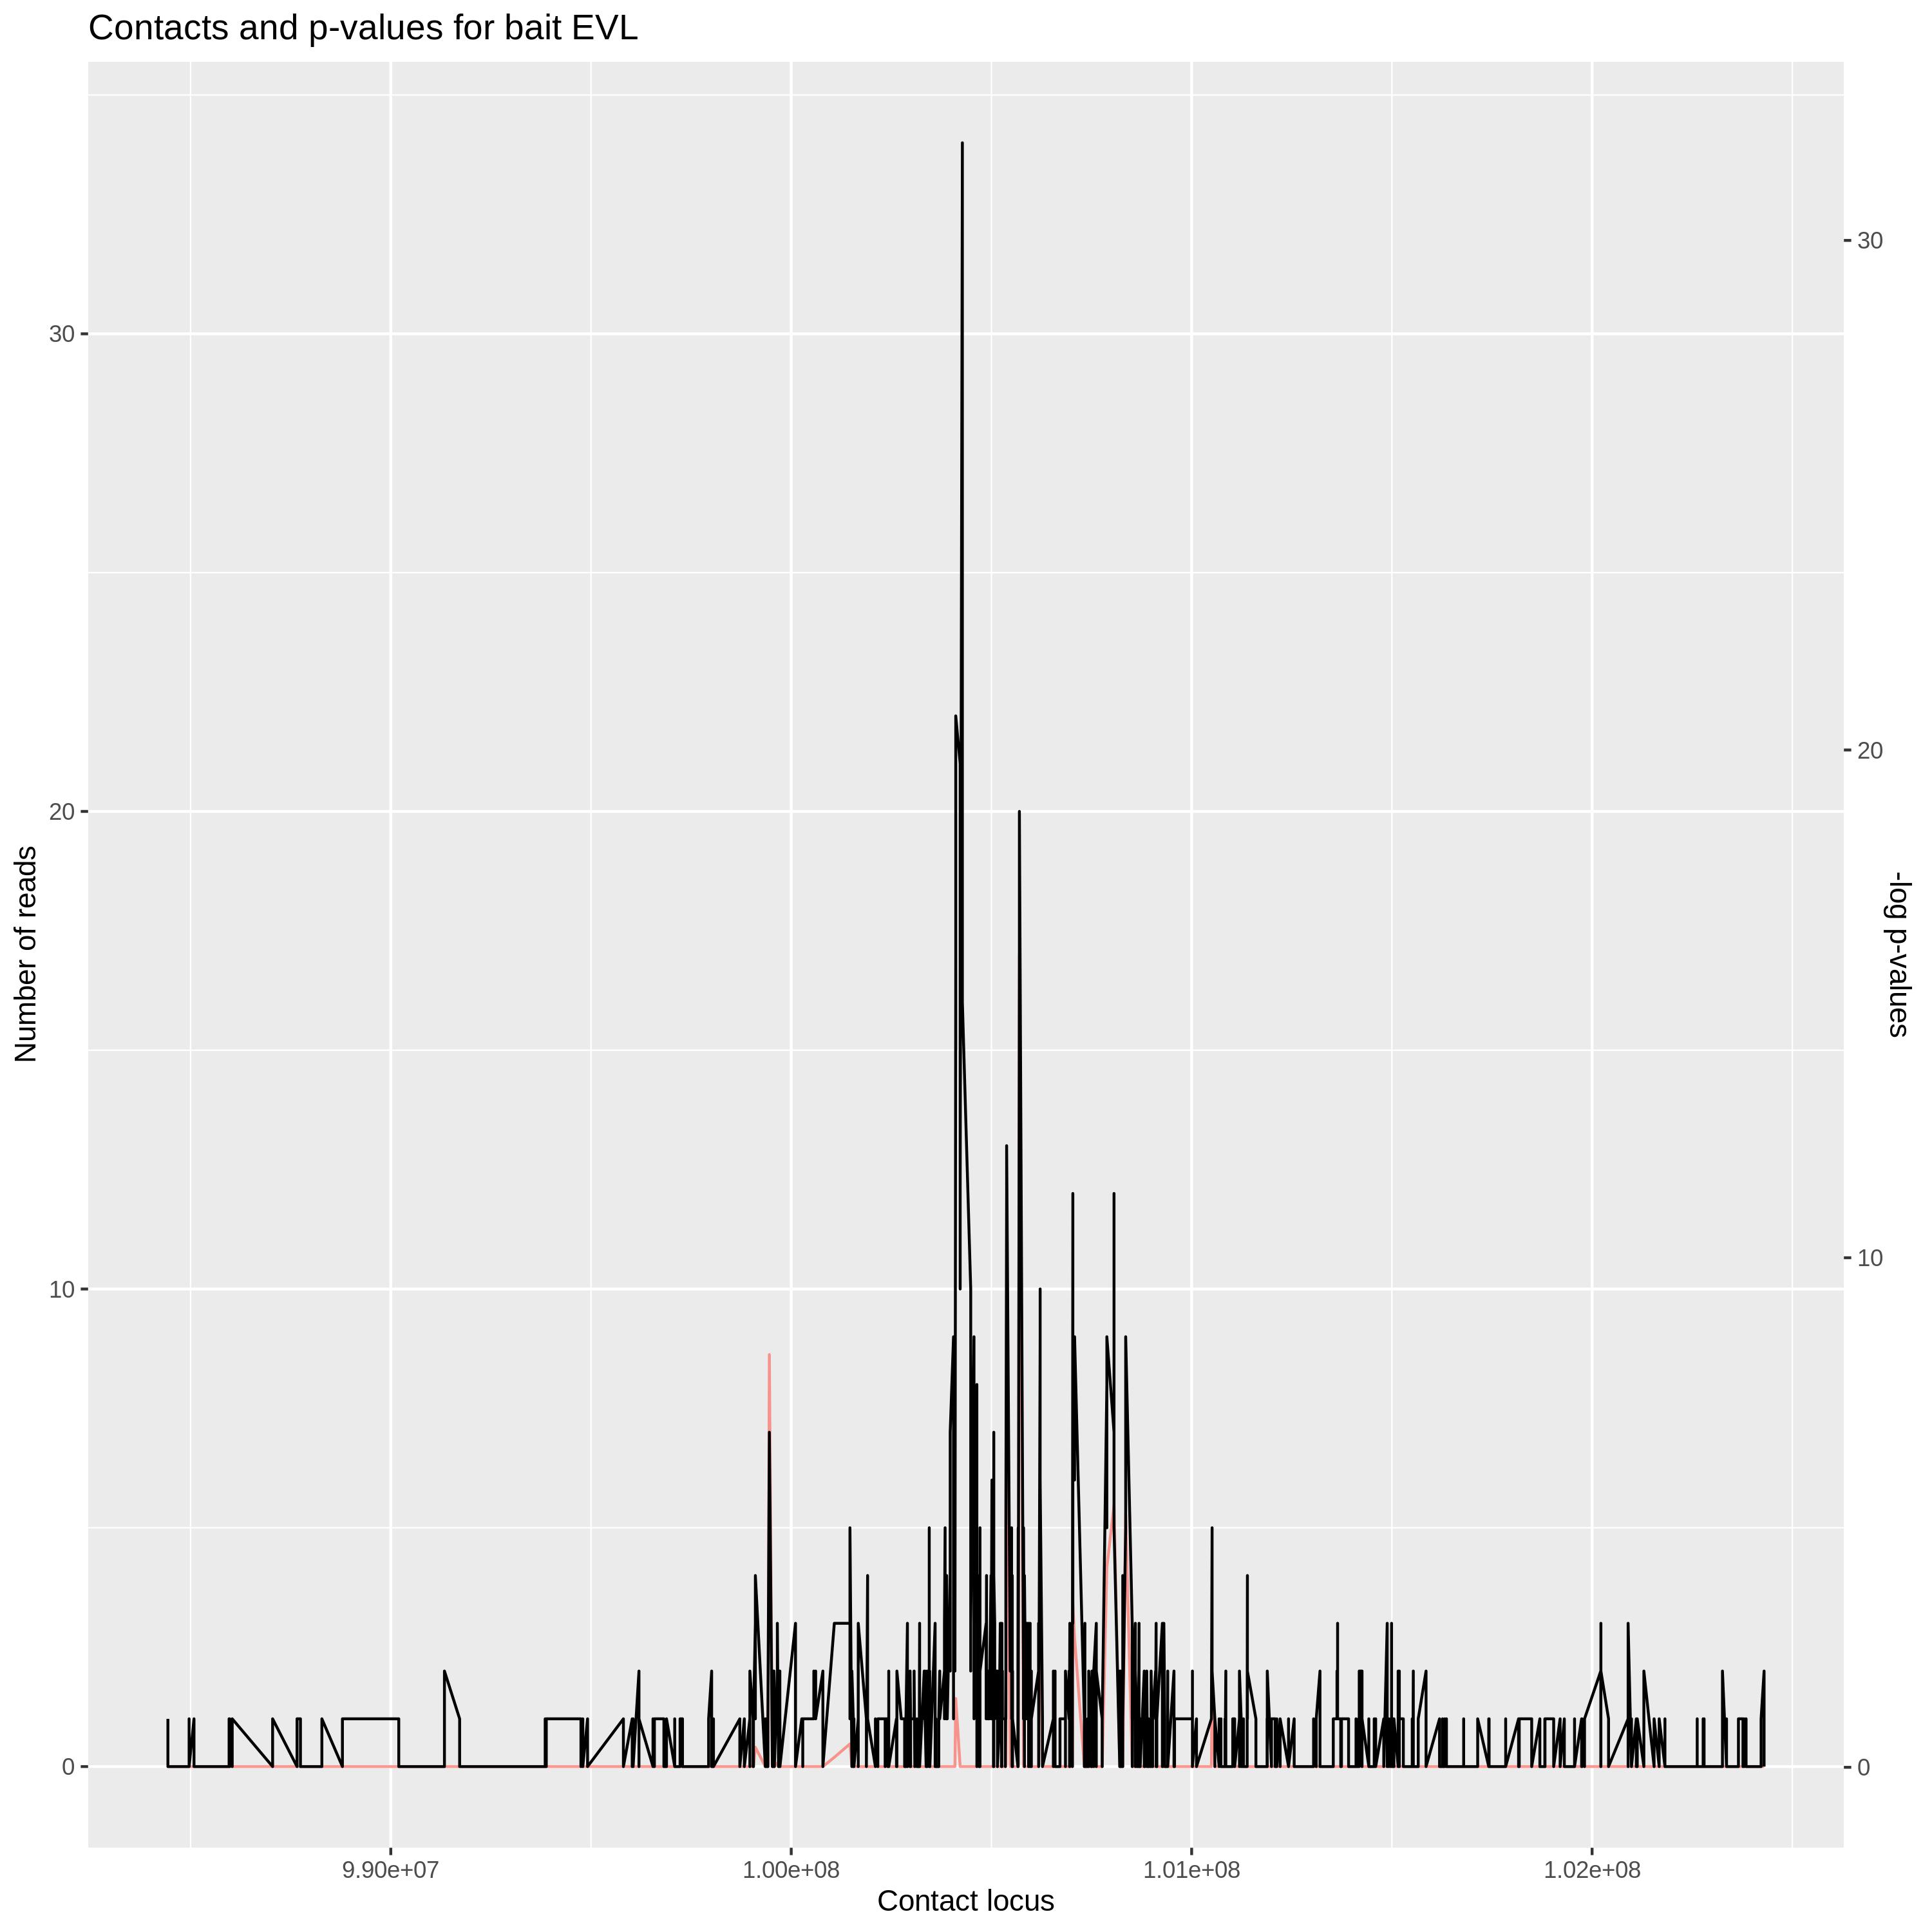 Contacts and p-values for bait EVL
30
20
10
0
Number of reads
30
20
10
0
-log p-values
9.90e+07
1.00e+08
1.01e+08
1.02e+08
Contact locus